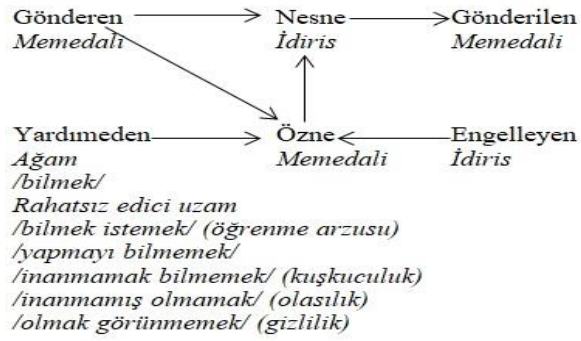 Gönderen Nesne Gönderilen
Memedali İdiris Memedali
Yardımeden Özne Engelleyen
Ağam Memedali İdiris
/bilmek/
Rahatsız edici uzam
/bilmek istemek/ (öğrenme arzusu)
/yapmayı bilmemek/
/inanmamak bilmemek/ (kuşkuculuk)
/inanmamış olmamak/ (olasılık)
/olmak görünmemek/ (gizlilik)